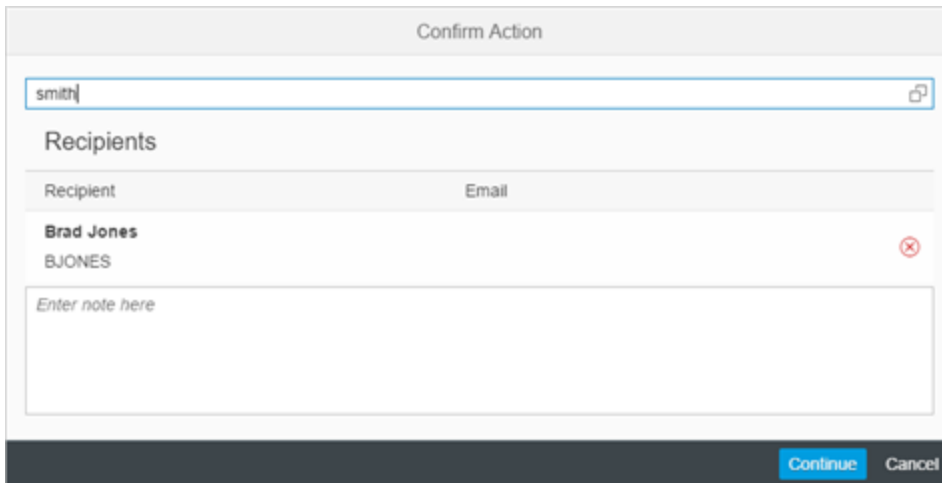 Confirm Action
smith
Recipients
Recipient Email
Brad Jones
BJONES
Enter note here
Continue Cancel